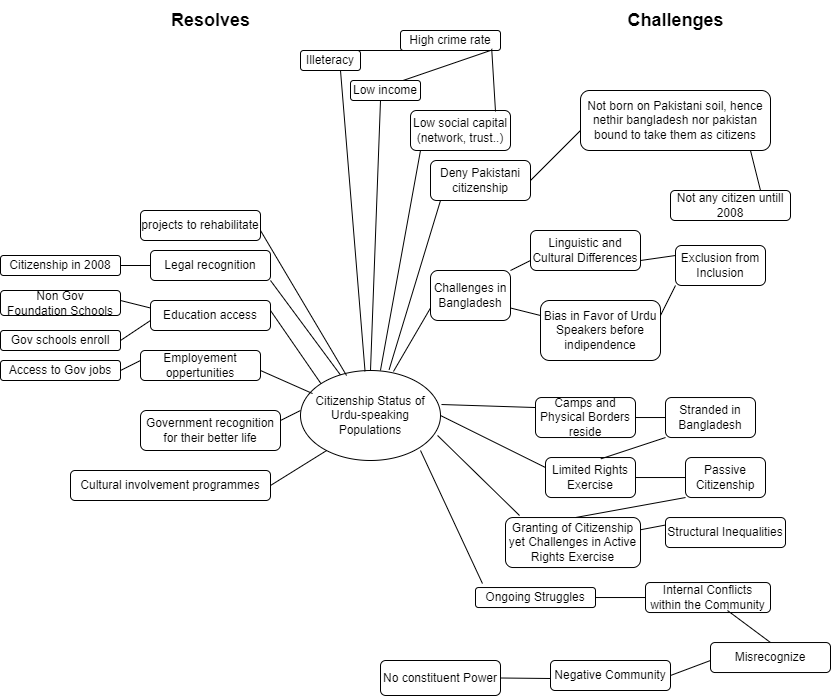 Resolves
Challenges
High crime rate
Illeteracy
Low income
Low social capital
(network, trust..)
Not born on Pakistani soil, hence
nethir bangladesh nor pakistan
bound to take them as citizens
Deny Pakistani
citizenship
Not any citizen untill
2008
projects to rehabilitate
Citizenship in 2008
Legal recognition
Linguistic and
Cultural Differences
Exclusion from
Inclusion
Challenges in
Bangladesh
Non Gov
Foundation Schools
Education access
Bias in Favor of Urdu
Speakers before
indipendence
Gov schools enroll
Access to Gov jobs
Employement
oppertunities
Citizenship Status of
Urdu-speaking
Populations
Government recognition
for their better life
Camps and
Physical Borders
reside
Stranded in
Bangladesh
Cultural involvement programmes
Limited Rights
Exercise
Passive
Citizenship
Granting of Citizenship
yet Challenges in Active
Rights Exercise
Structural Inequalities
Ongoing Struggles
Internal Conflicts
within the Community
Misrecognize
Negative Community
No constituent Power